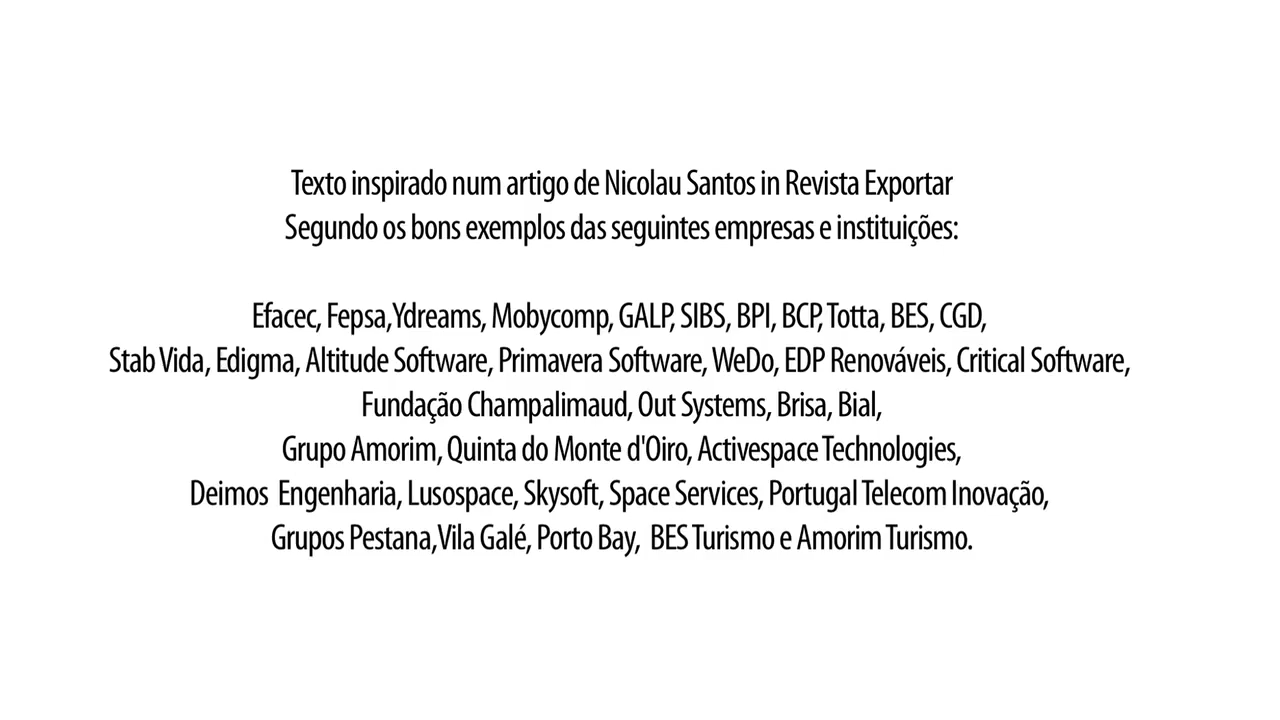 Texto inspirado num artigo de Nicolau Santos in Revista Exportar
Segundo os bons exemplos das seguintes empresas e instituições:
Efacec, Fepsa,Ydreams, Mobycomp, GALP, SIBS, BPI, BCP, Totta, BES, CGD,
Stab Vida, Edigma, Altitude Software, Primavera Software, WeDo, EDP Renováveis, Critical Software,
Fundação Champalimaud, Out Systems, Brisa, Bial,
Grupo Amorim, Quinta do Monte d'Oiro, Activespace Technologies,
Deimos  Engenharia, Lusospace, Skysoft, Space Services, Portugal Telecom Inovação,
Grupos Pestana,Vila Galé, Porto Bay,  BES Turismo e Amorim Turismo.